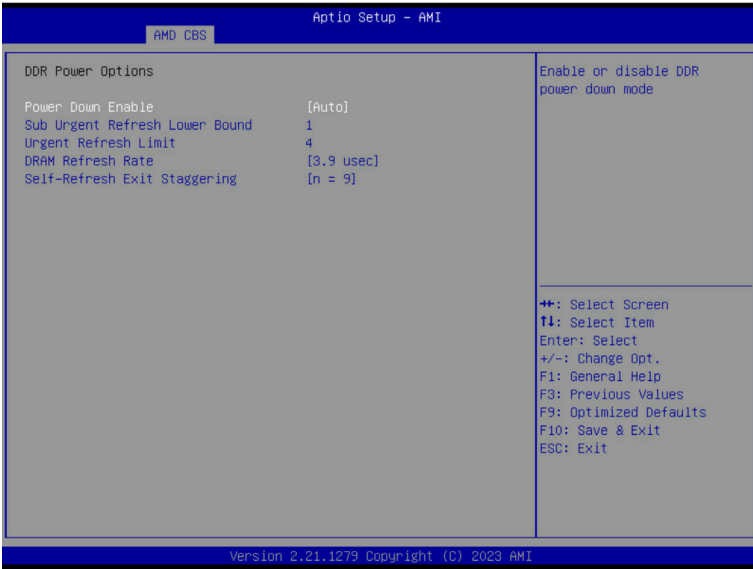 Aptio Setup – AMI
AMD CBS
DDR Power Options
Power Down Enable [Auto]
Sub Urgent Refresh Lower Bound 1
Urgent Refresh Limit 4
DRAM Refresh Rate [3.9 usec]
Self-Refresh Exit Staggering [n = 9]
Enable or disable DDR
power down mode
→←: Select Screen
↑↓: Select Item
Enter: Select
+/-: Change Opt.
F1: General Help
F3: Previous Values
F9: Optimized Defaults
F10: Save & Exit
ESC: Exit
Version 2.21.1279 Copyright (C) 2023 AMI